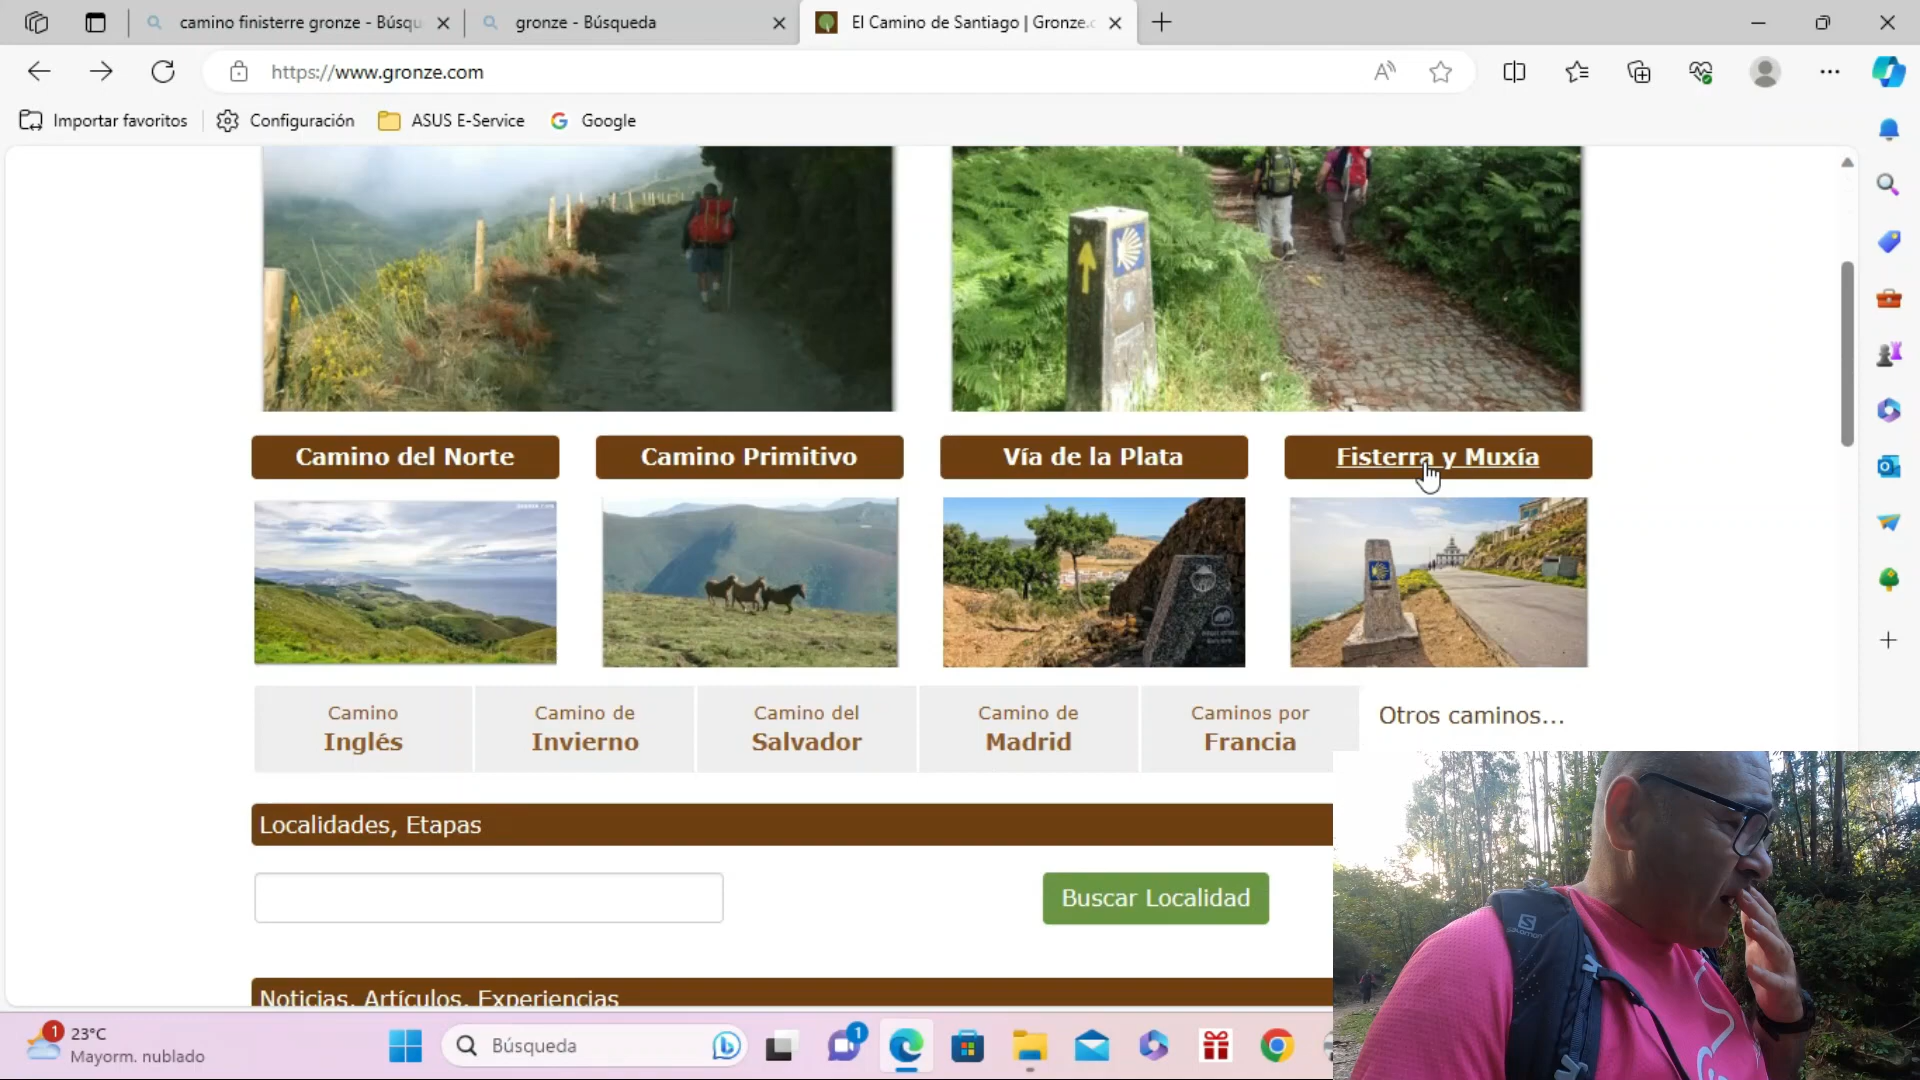 camino finisterre gronze - Búsqu
gronze - Búsqueda
El Camino de Santiago | Gronze.c
https://www.gronze.com
Importar favoritos
Configuración
ASUS E-Service
Google
Camino del Norte
Camino Primitivo
Vía de la Plata
Fisterra y Muxía
Camino
Inglés
Camino de
Invierno
Camino del
Salvador
Camino de
Madrid
Caminos por
Francia
Otros caminos...
Localidades, Etapas
Buscar Localidad
Noticias, Artículos, Experiencias
salomon
1
23°C
Mayorm. nublado
Búsqueda
1